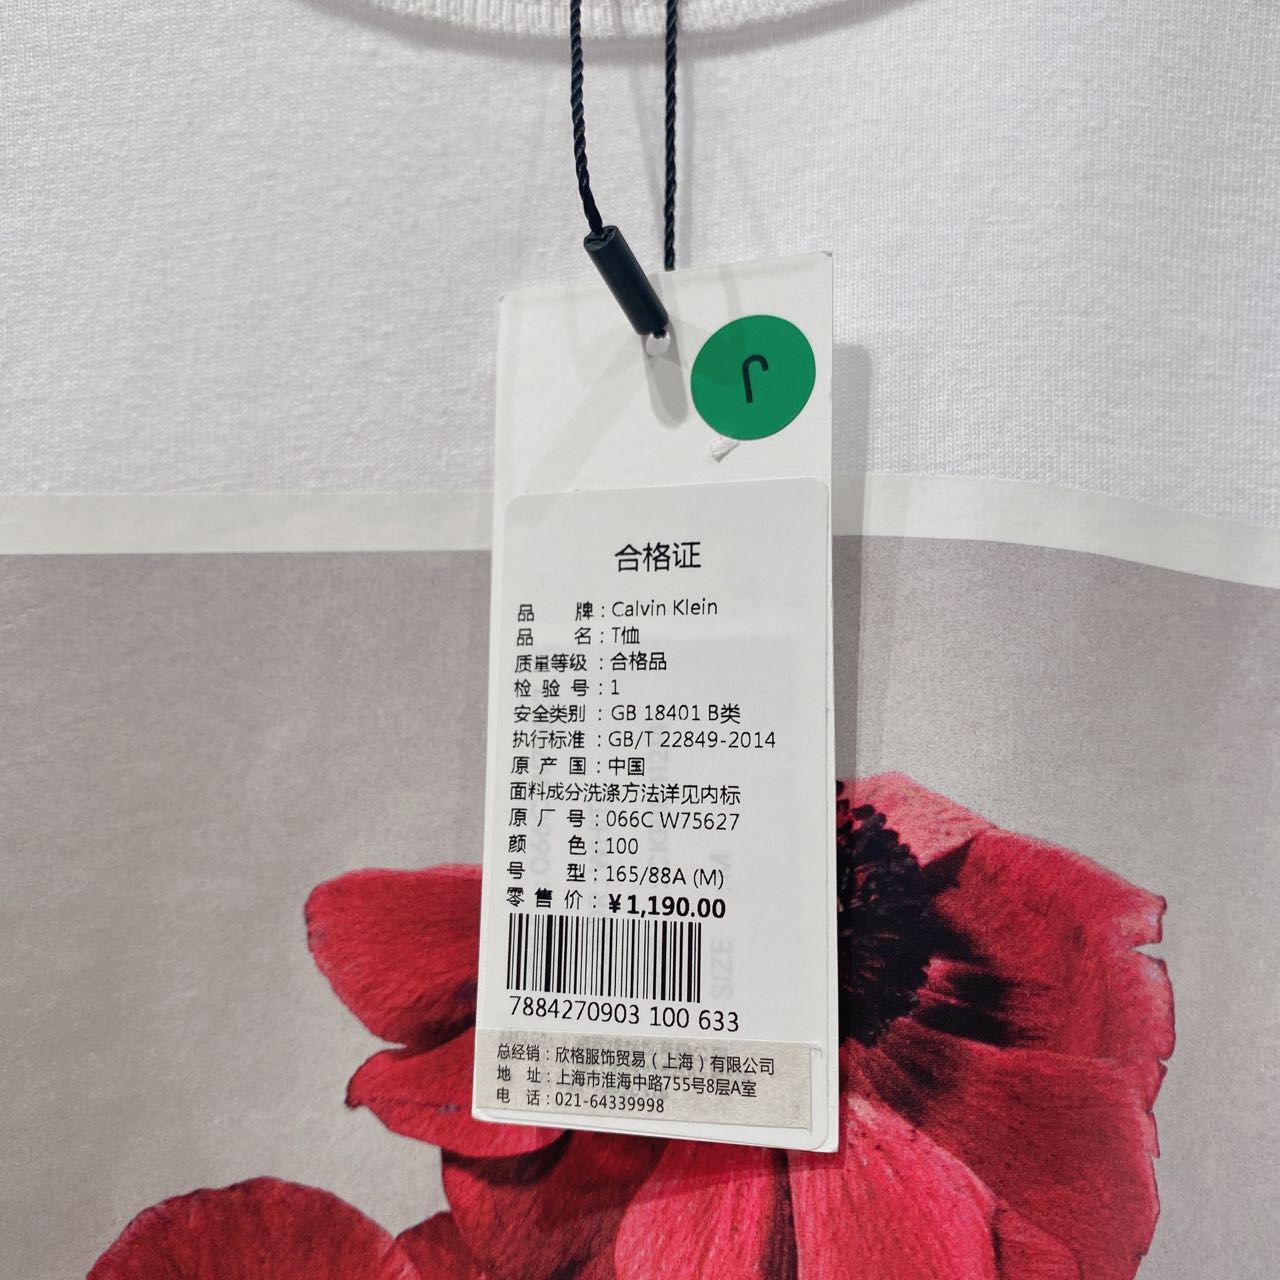 J
合格证
品 牌：Calvin Klein
品 名：T恤
质量等级：合格品
检 验 号：1
安全类别：GB 18401 B类
执行标准：GB/T 22849-2014
原 产 国：中国
面料成分洗涤方法详见内标
原 厂 号：066C W75627
颜 色：100
号 型：165/88A (M)
零 售 价：￥1,190.00
7884270903 100 633
总经销：欣格服饰贸易（上海）有限公司
地 址：上海市淮海中路755号8层A室
电 话：021-64339998
SIZE